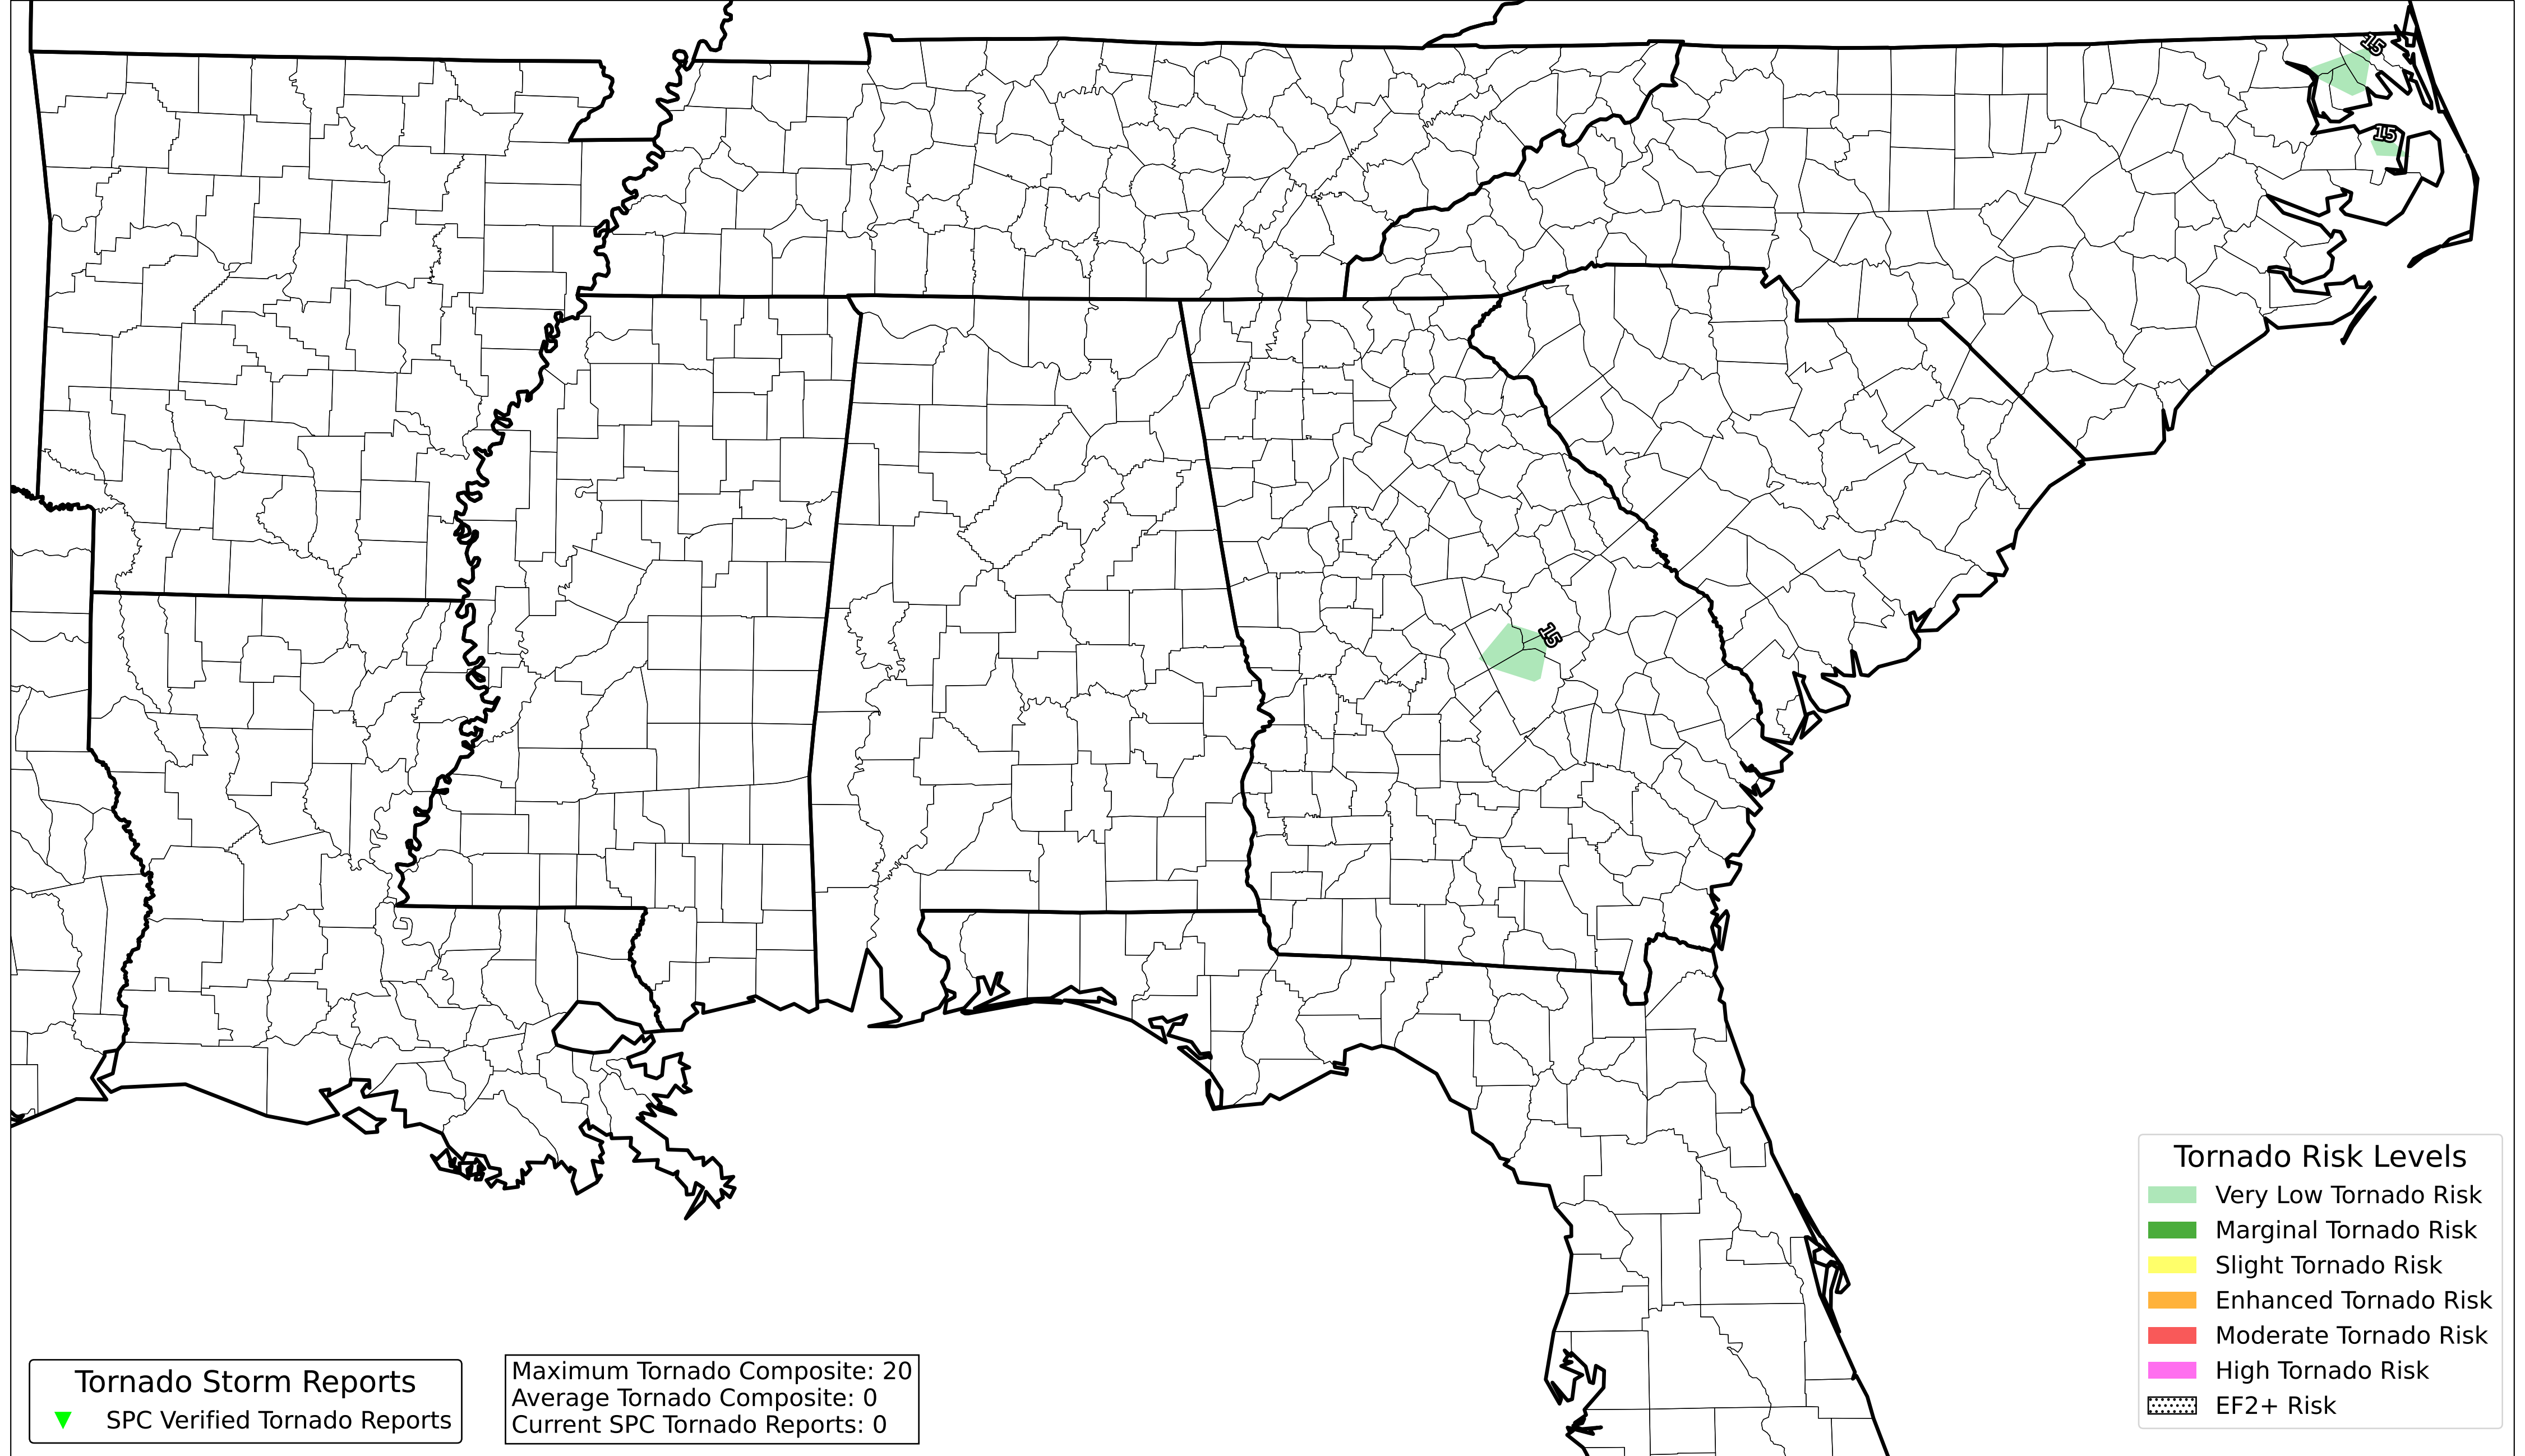 15
15
15
Tornado Storm Reports
SPC Verified Tornado Reports
Maximum Tornado Composite: 20
Average Tornado Composite: 0
Current SPC Tornado Reports: 0
Tornado Risk Levels
Very Low Tornado Risk
Marginal Tornado Risk
Slight Tornado Risk
Enhanced Tornado Risk
Moderate Tornado Risk
High Tornado Risk
EF2+ Risk